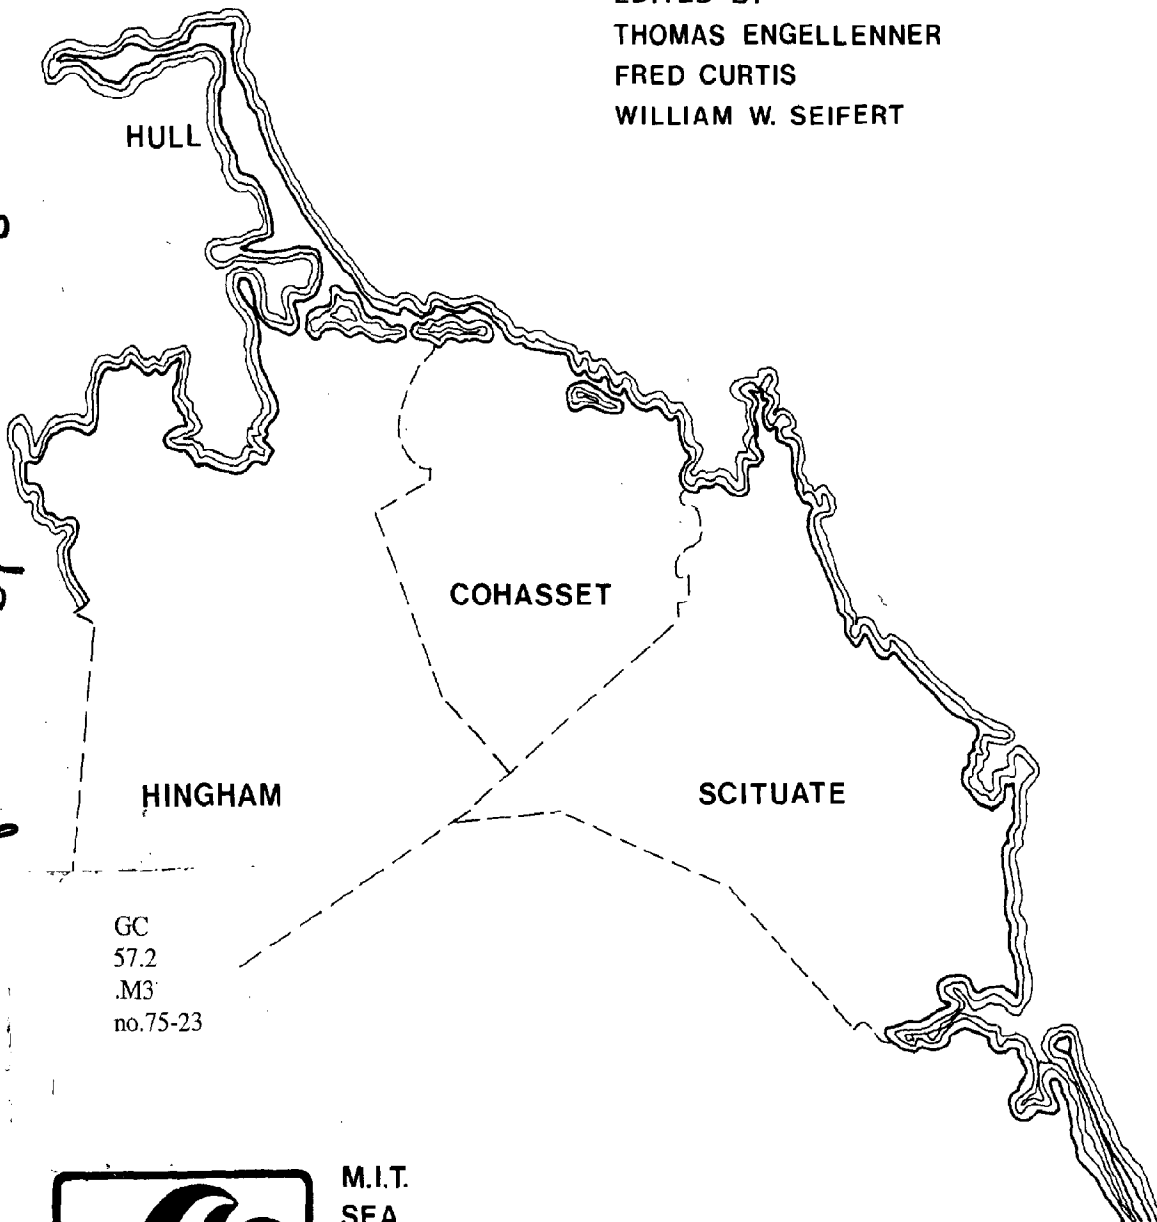 EDITED BY
THOMAS ENGELLENNER
FRED CURTIS
WILLIAM W. SEIFERT
HULL
COHASSET
HINGHAM
SCITUATE
GC
57.2
.M3
no.75-23
M.I.T.
SEA